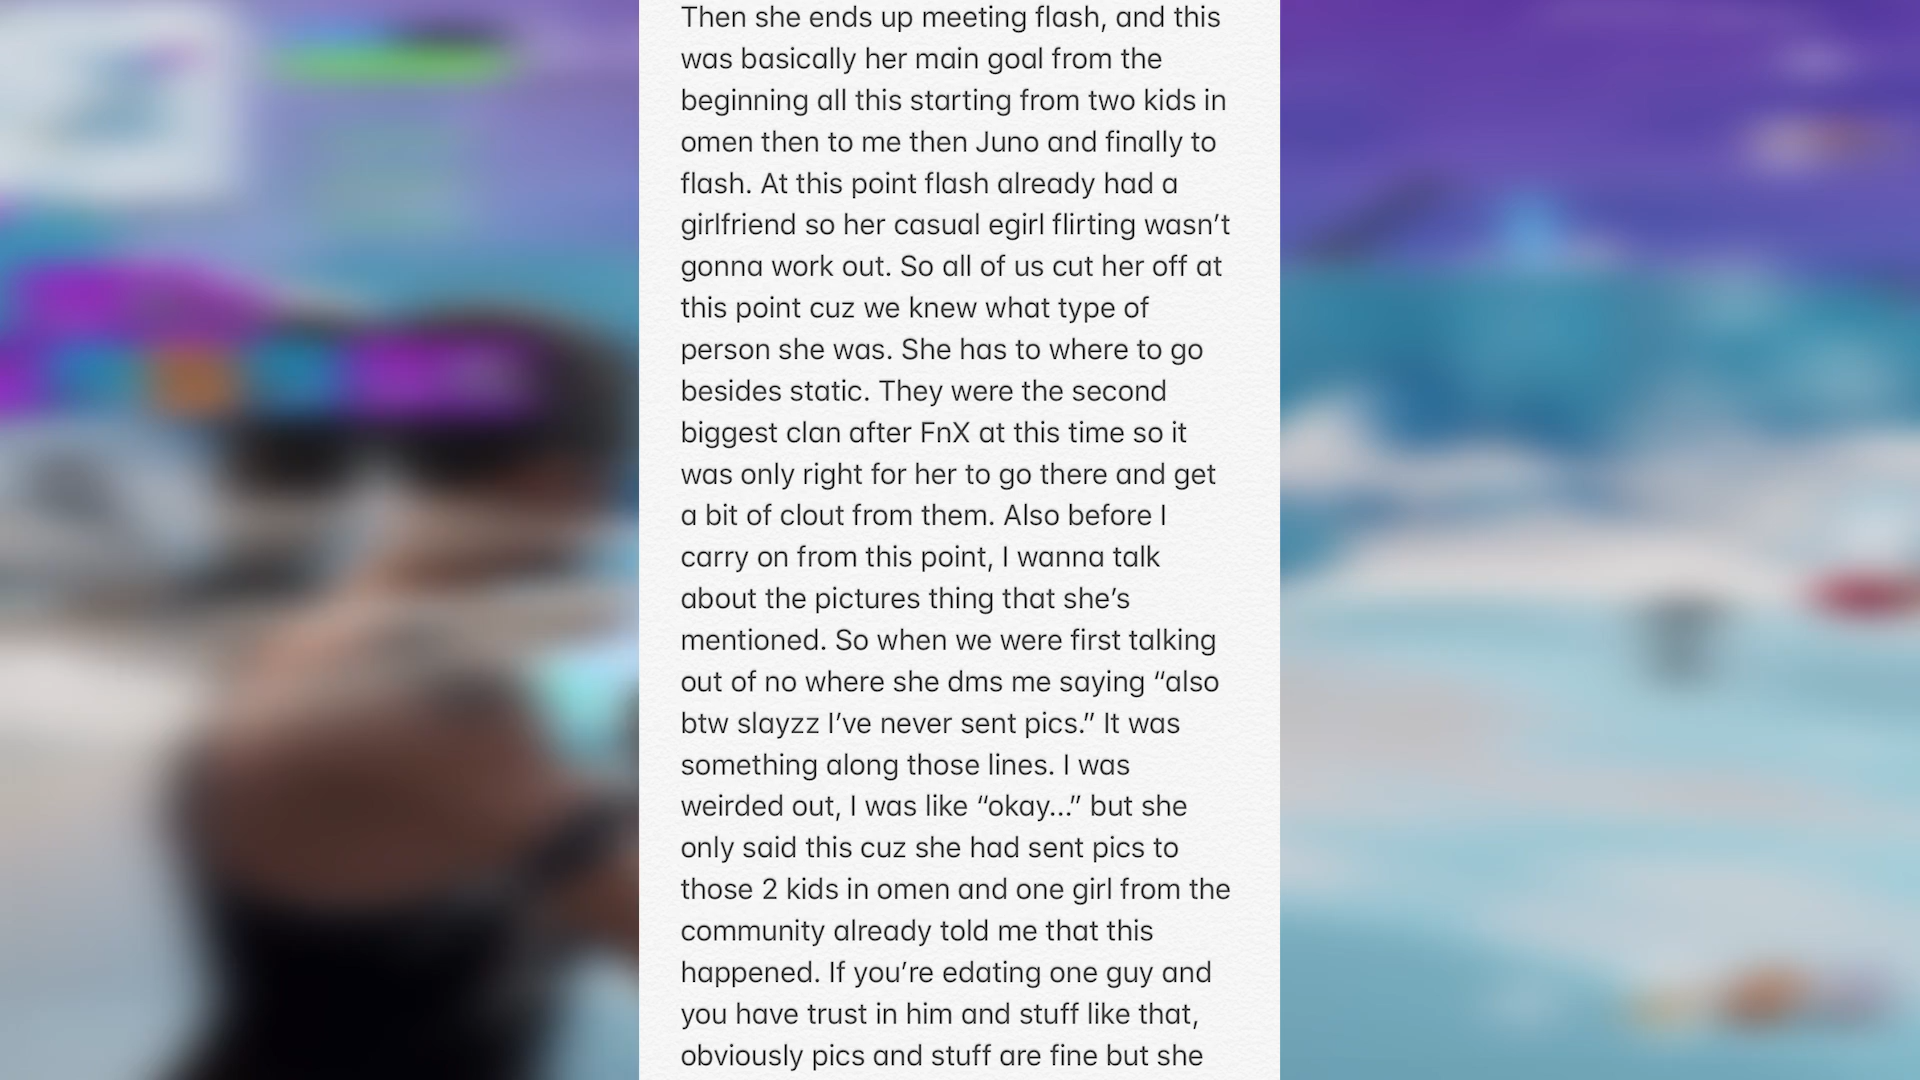 Then she ends up meeting flash, and this
was basically her main goal from the
beginning all this starting from two kids in
omen then to me then Juno and finally to
flash. At this point flash already had a
girlfriend so her casual egirl flirting wasn’t
gonna work out. So all of us cut her off at
this point cuz we knew what type of
person she was. She has to where to go
besides static. They were the second
biggest clan after FnX at this time so it
was only right for her to go there and get
a bit of clout from them. Also before I
carry on from this point, I wanna talk
about the pictures thing that she’s
mentioned. So when we were first talking
out of no where she dms me saying “also
btw slayzz I’ve never sent pics.” It was
something along those lines. I was
weirded out, I was like “okay...” but she
only said this cuz she had sent pics to
those 2 kids in omen and one girl from the
community already told me that this
happened. If you’re edating one guy and
you have trust in him and stuff like that,
obviously pics and stuff are fine but she